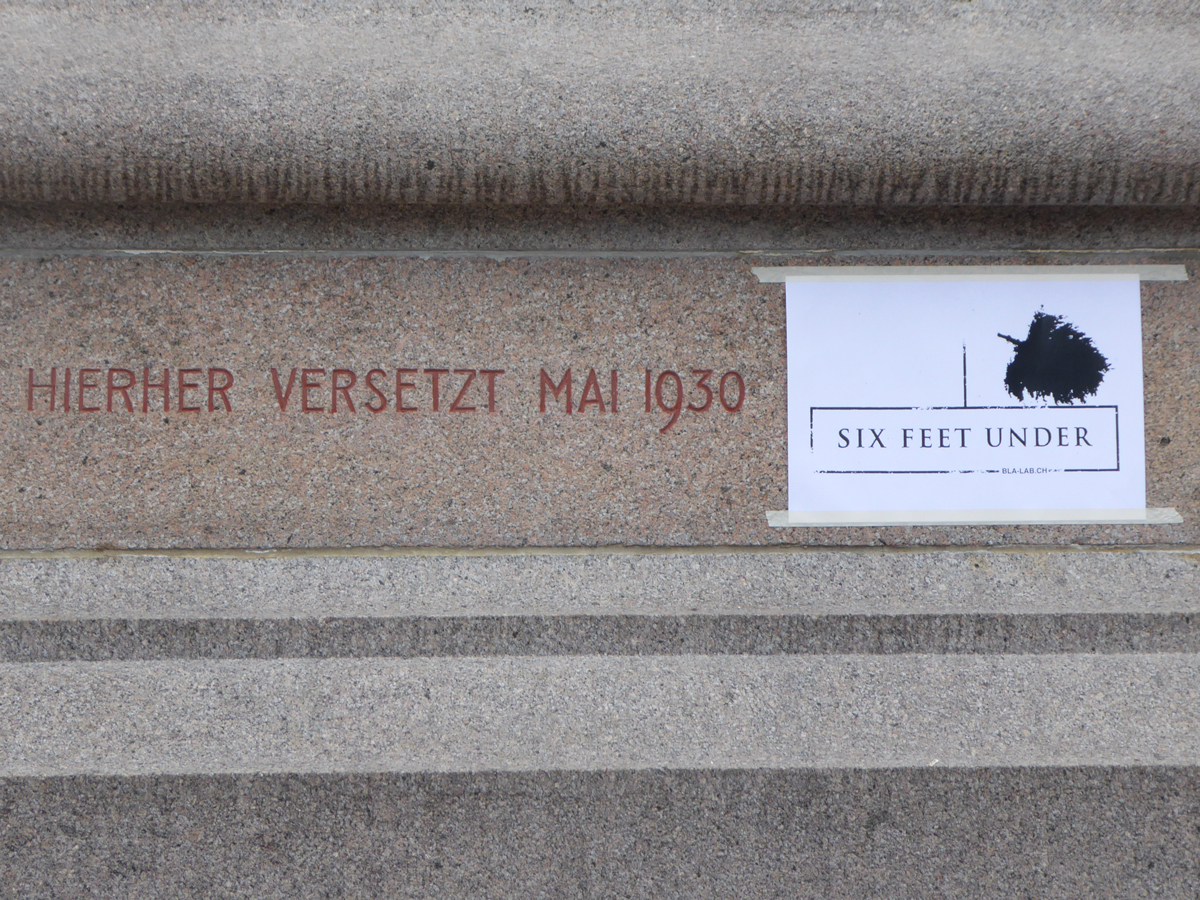 HIERHER VERSETZT MAI 1930
SIX FEET UNDER
BLA-LAB.CH